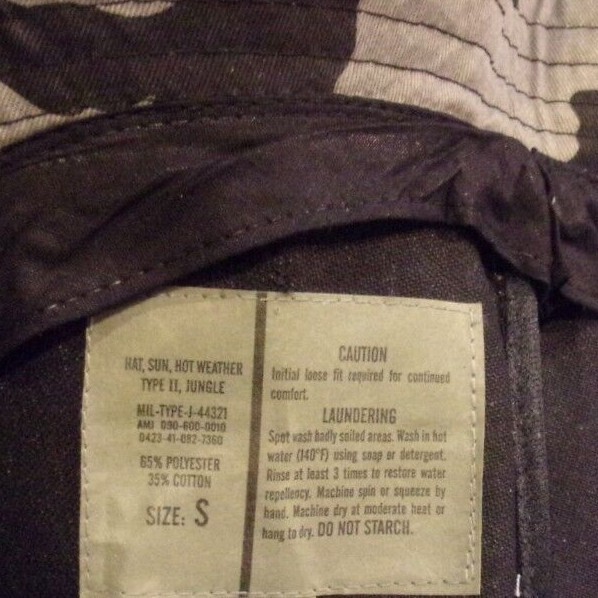 HAT, SUN, HOT WEATHER
TYPE II, JUNGLE
MIL-TYPE-J-44321
AMJ 090-600-0010
0423-41-092-7360
65% POLYESTER
35% COTTON
SIZE: S
CAUTION
Initial loose fit required for continued
comfort.
LAUNDERING
Spot wash badly soiled areas. Wash in hot
water (140°F) using soap or detergent.
Rinse at least 3 times to restore water
repellency. Machine spin or squeeze by
hand. Machine dry at moderate heat or
hang to dry. DO NOT STARCH.